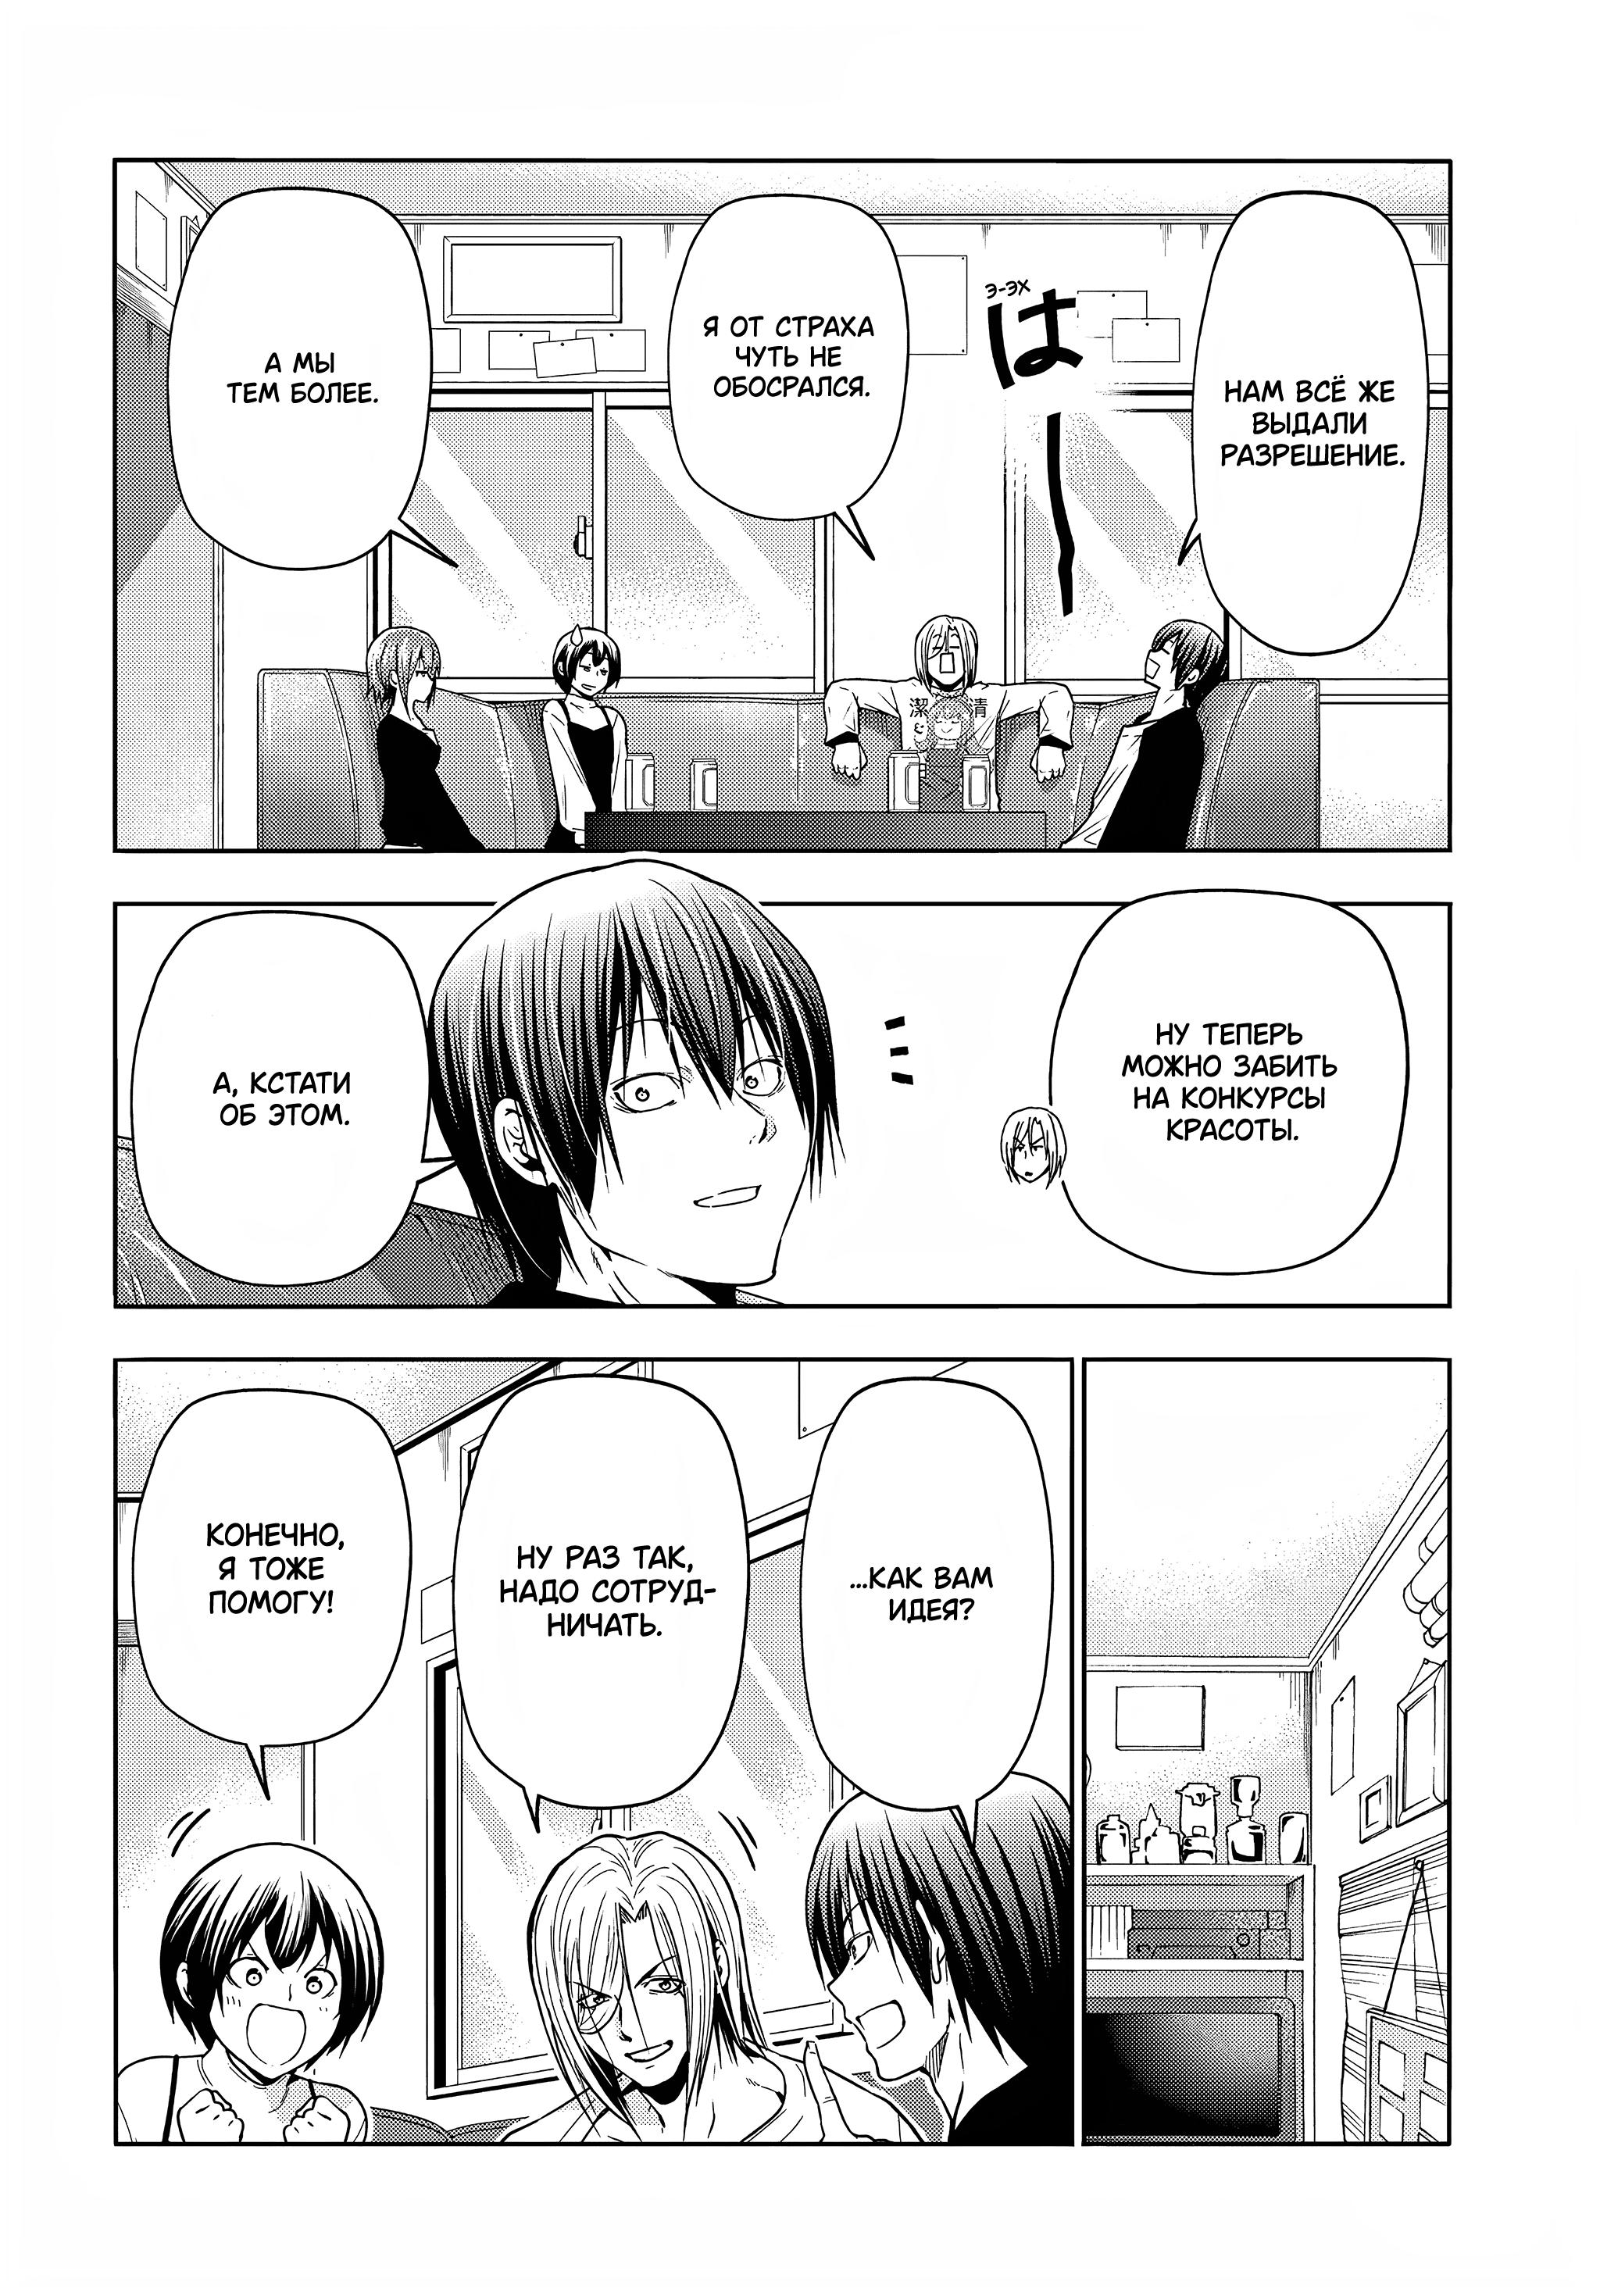 НАМ ВСЁ ЖЕ
ВЫДАЛИ
РАЗРЕШЕНИЕ.
Э-ЭХ
はー
Я ОТ СТРАХА
ЧУТЬ НЕ
ОБОСРАЛСЯ.
А МЫ
ТЕМ БОЛЕЕ.
清
潔
НУ ТЕПЕРЬ
МОЖНО ЗАБИТЬ
НА КОНКУРСЫ
КРАСОТЫ.
А, КСТАТИ
ОБ ЭТОМ.
...КАК ВАМ
ИДЕЯ?
НУ РАЗ ТАК,
НАДО СОТРУД-
НИЧАТЬ.
КОНЕЧНО,
Я ТОЖЕ
ПОМОГУ!